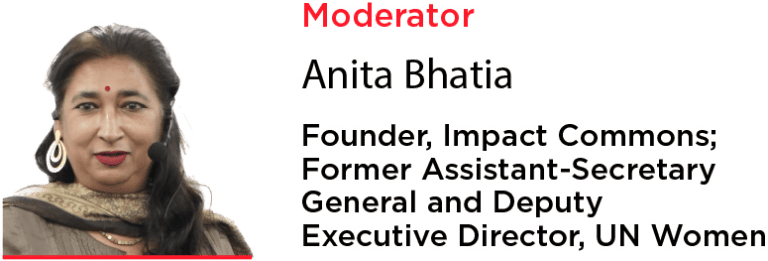 Moderator
Anita Bhatia
Founder, Impact Commons;
Former Assistant-Secretary
General and Deputy
Executive Director, UN Women